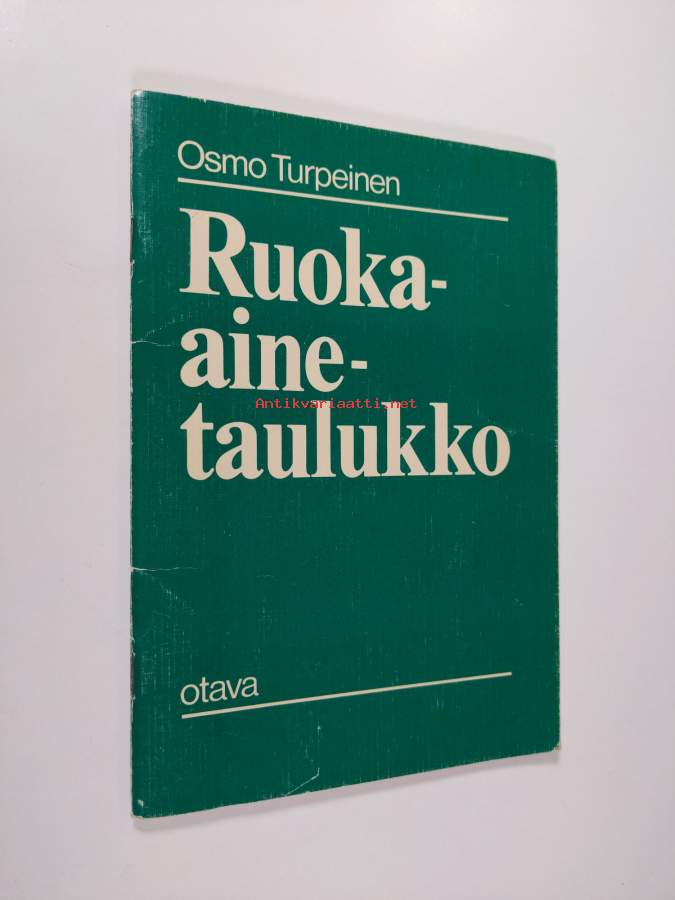 Osmo Turpeinen
Ruoka-
aine-
Antikvariaatti.net
taulukko
otava